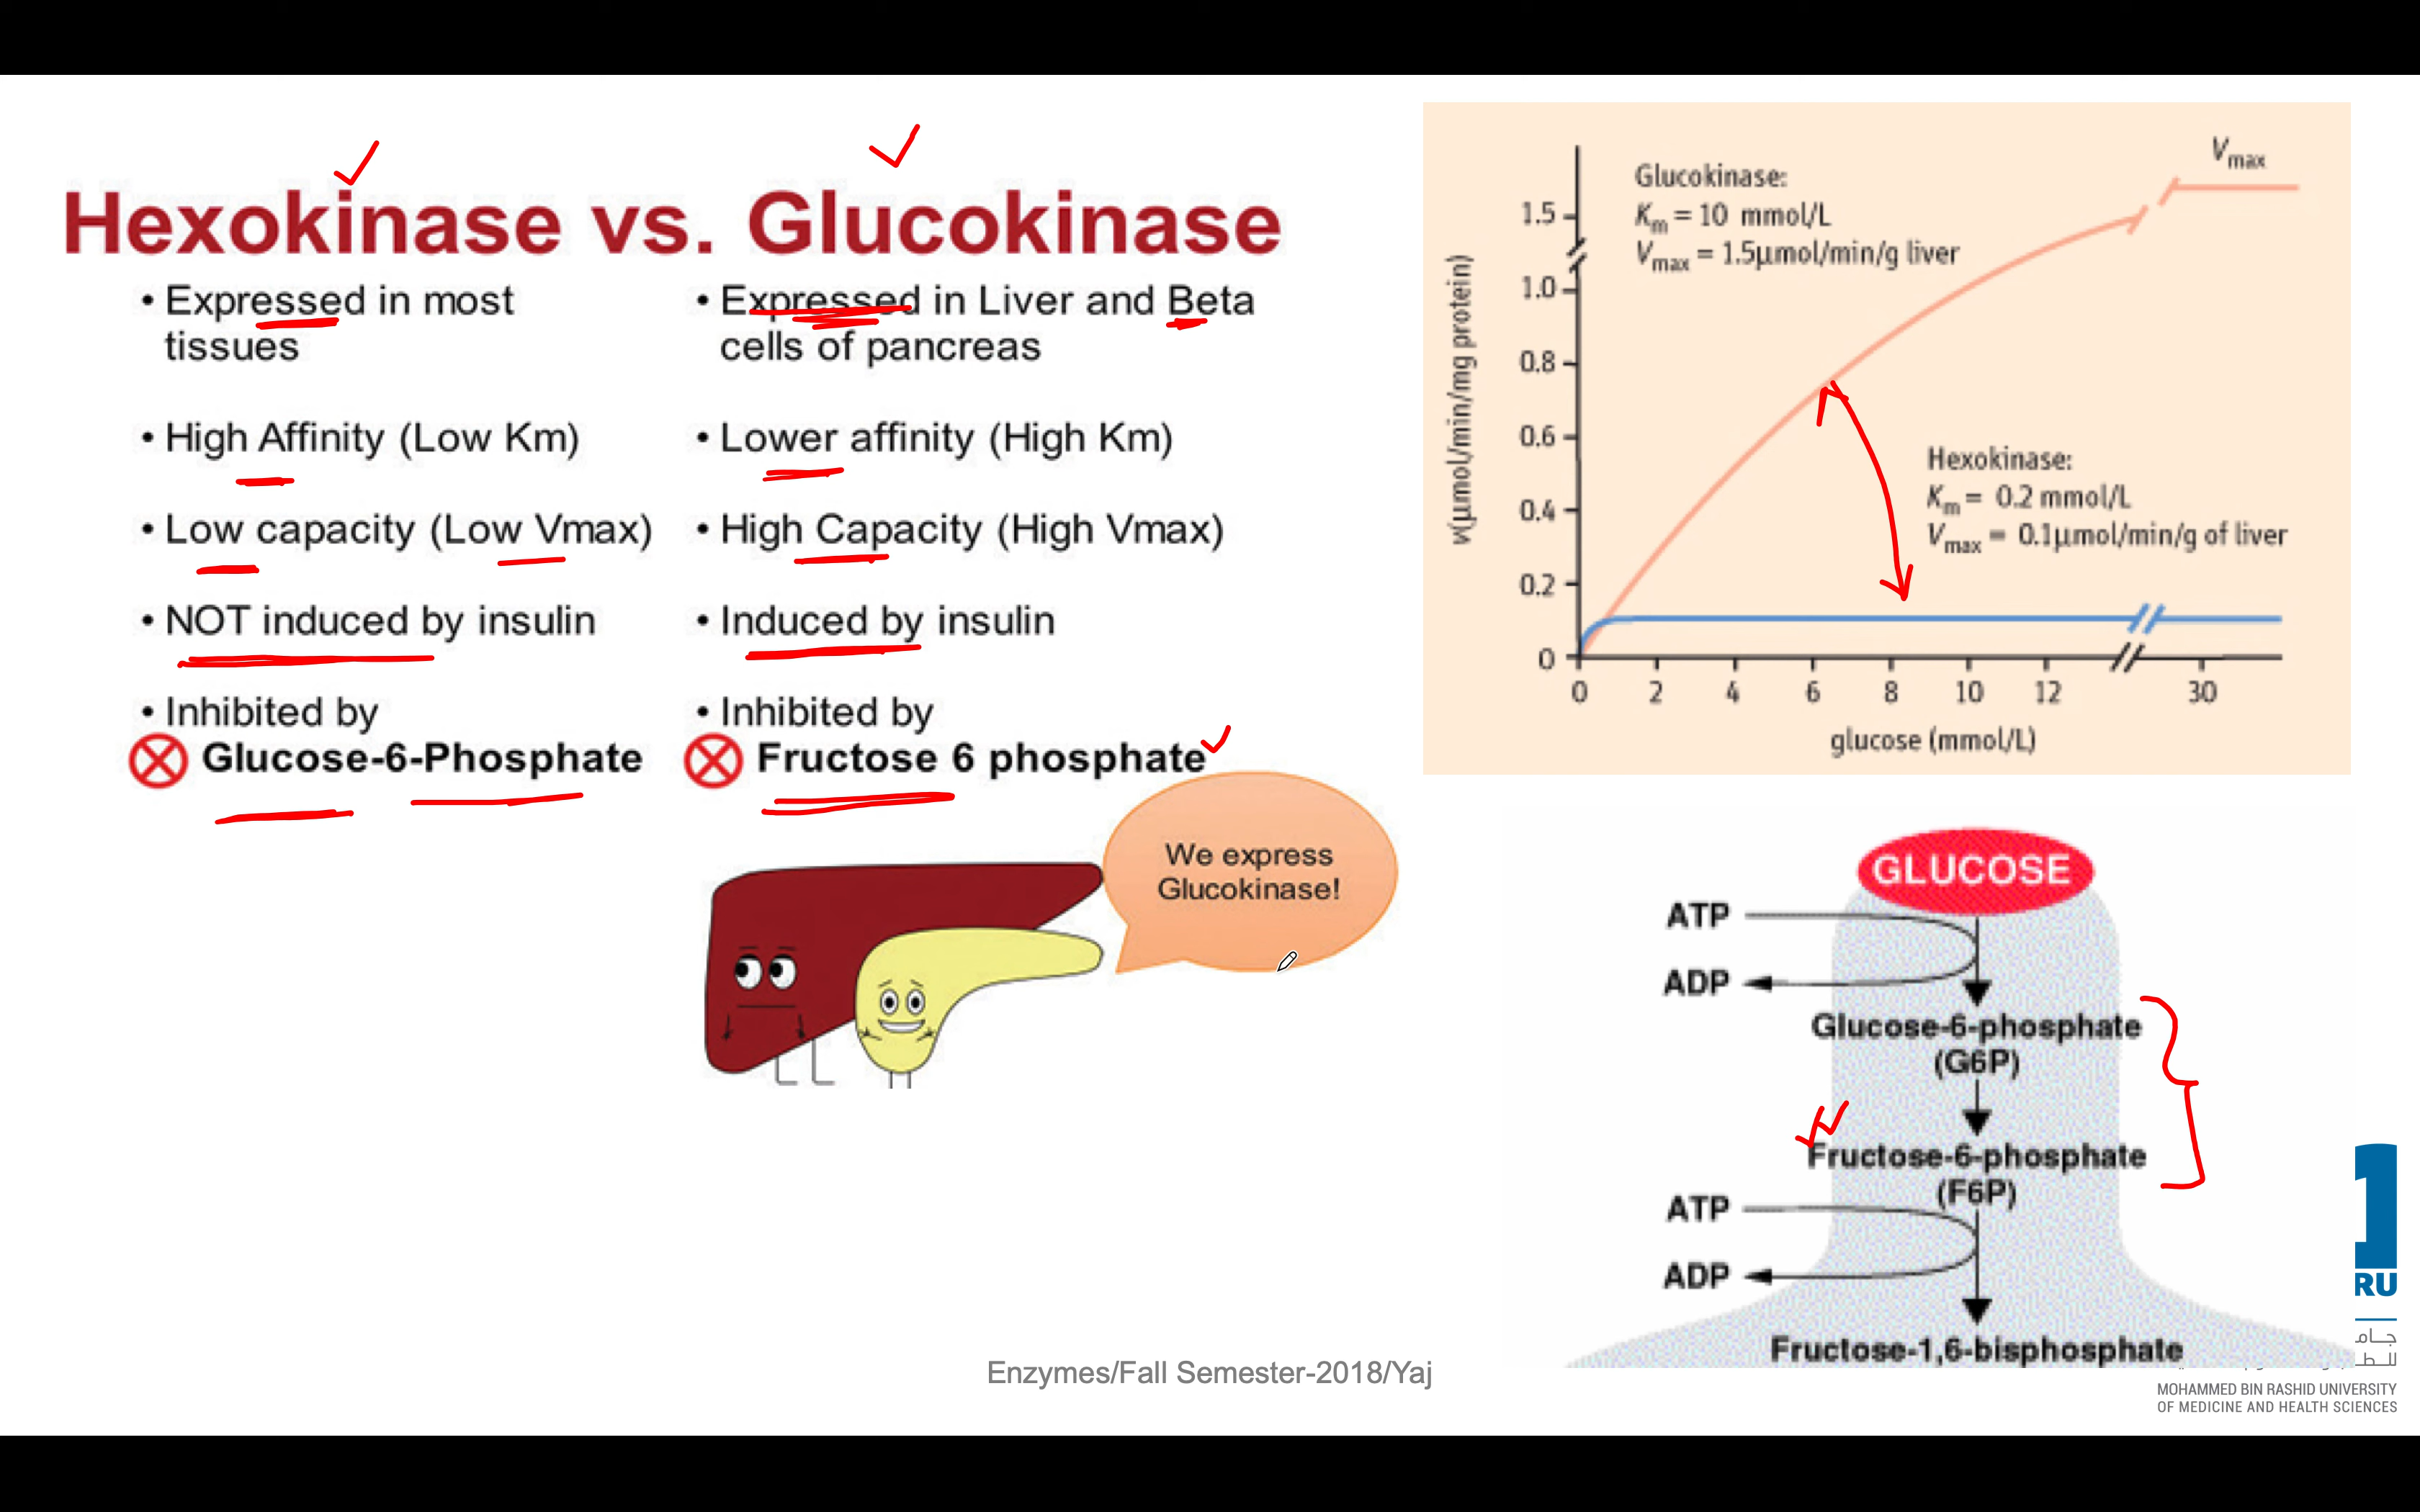 Hexokinase vs. Glucokinase
• Expressed in most
tissues
• High Affinity (Low Km)
• Low capacity (Low Vmax)
• NOT induced by insulin
• Inhibited by
Glucose-6-Phosphate
• Expressed in Liver and Beta
cells of pancreas
• Lower affinity (High Km)
• High Capacity (High Vmax)
• Induced by insulin
• Inhibited by
Fructose 6 phosphate
We express
Glucokinase!
Vmax
Glucokinase:
Km = 10 mmol/L
Vmax = 1.5μmol/min/g liver
Hexokinase:
Km = 0.2 mmol/L
Vmax = 0.1μmol/min/g of liver
v(μmol/min/mg protein)
1.5
1.0
0.8
0.6
0.4
0.2
0
0 2 4 6 8 10 12 30
glucose (mmol/L)
GLUCOSE
ATP
ADP
Glucose-6-phosphate
(G6P)
Fructose-6-phosphate
(F6P)
ATP
ADP
Fructose-1,6-bisphosphate
RU
Enzymes/Fall Semester-2018/Yaj
MOHAMMED BIN RASHID UNIVERSITY
OF MEDICINE AND HEALTH SCIENCES